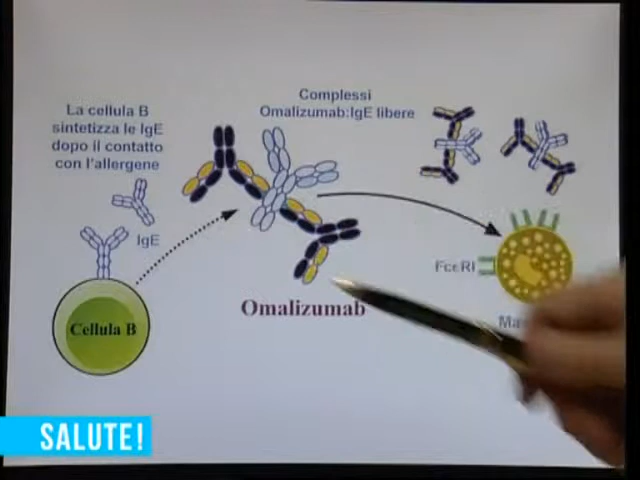 La cellula B
sintetizza le IgE
dopo il contatto
con l'allergene
Complessi
Omalizumab:IgE libere
IgE
FcεRI
Omalizumab
Cellula B
SALUTE!